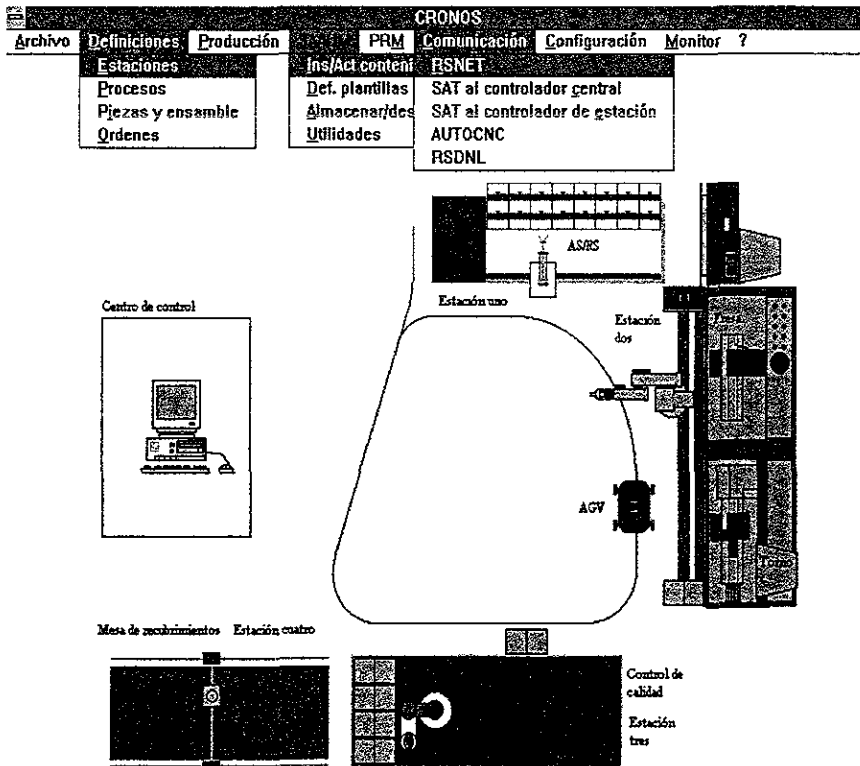 CRONOS
Archivo Definiciones Producción PRM Comunicación Configuración Monitor ?
Estaciones Ins/Act conteni RSNET
Procesos Def. plantillas SAT al controlador central
Piezas y ensamble Almacenar/des SAT al controlador de estación
Ordenes Utilidades AUTOCNC
RSDNL
AS/RS
Centro de control
Estación uno
Estación
dos
Fresa
AGV
Torno
Mesa de recubrimientos Estación cuatro
Control de
calidad
Estación
tres